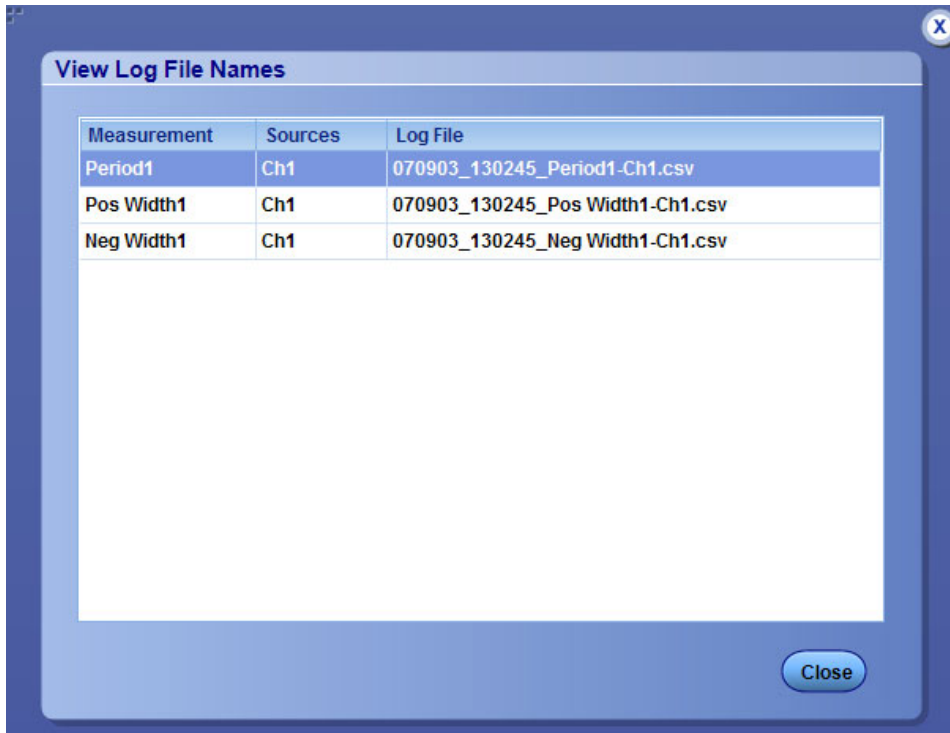 X
View Log File Names
Measurement Sources Log File
Period1 Ch1 070903_130245_Period1-Ch1.csv
Pos Width1 Ch1 070903_130245_Pos Width1-Ch1.csv
Neg Width1 Ch1 070903_130245_Neg Width1-Ch1.csv
Close